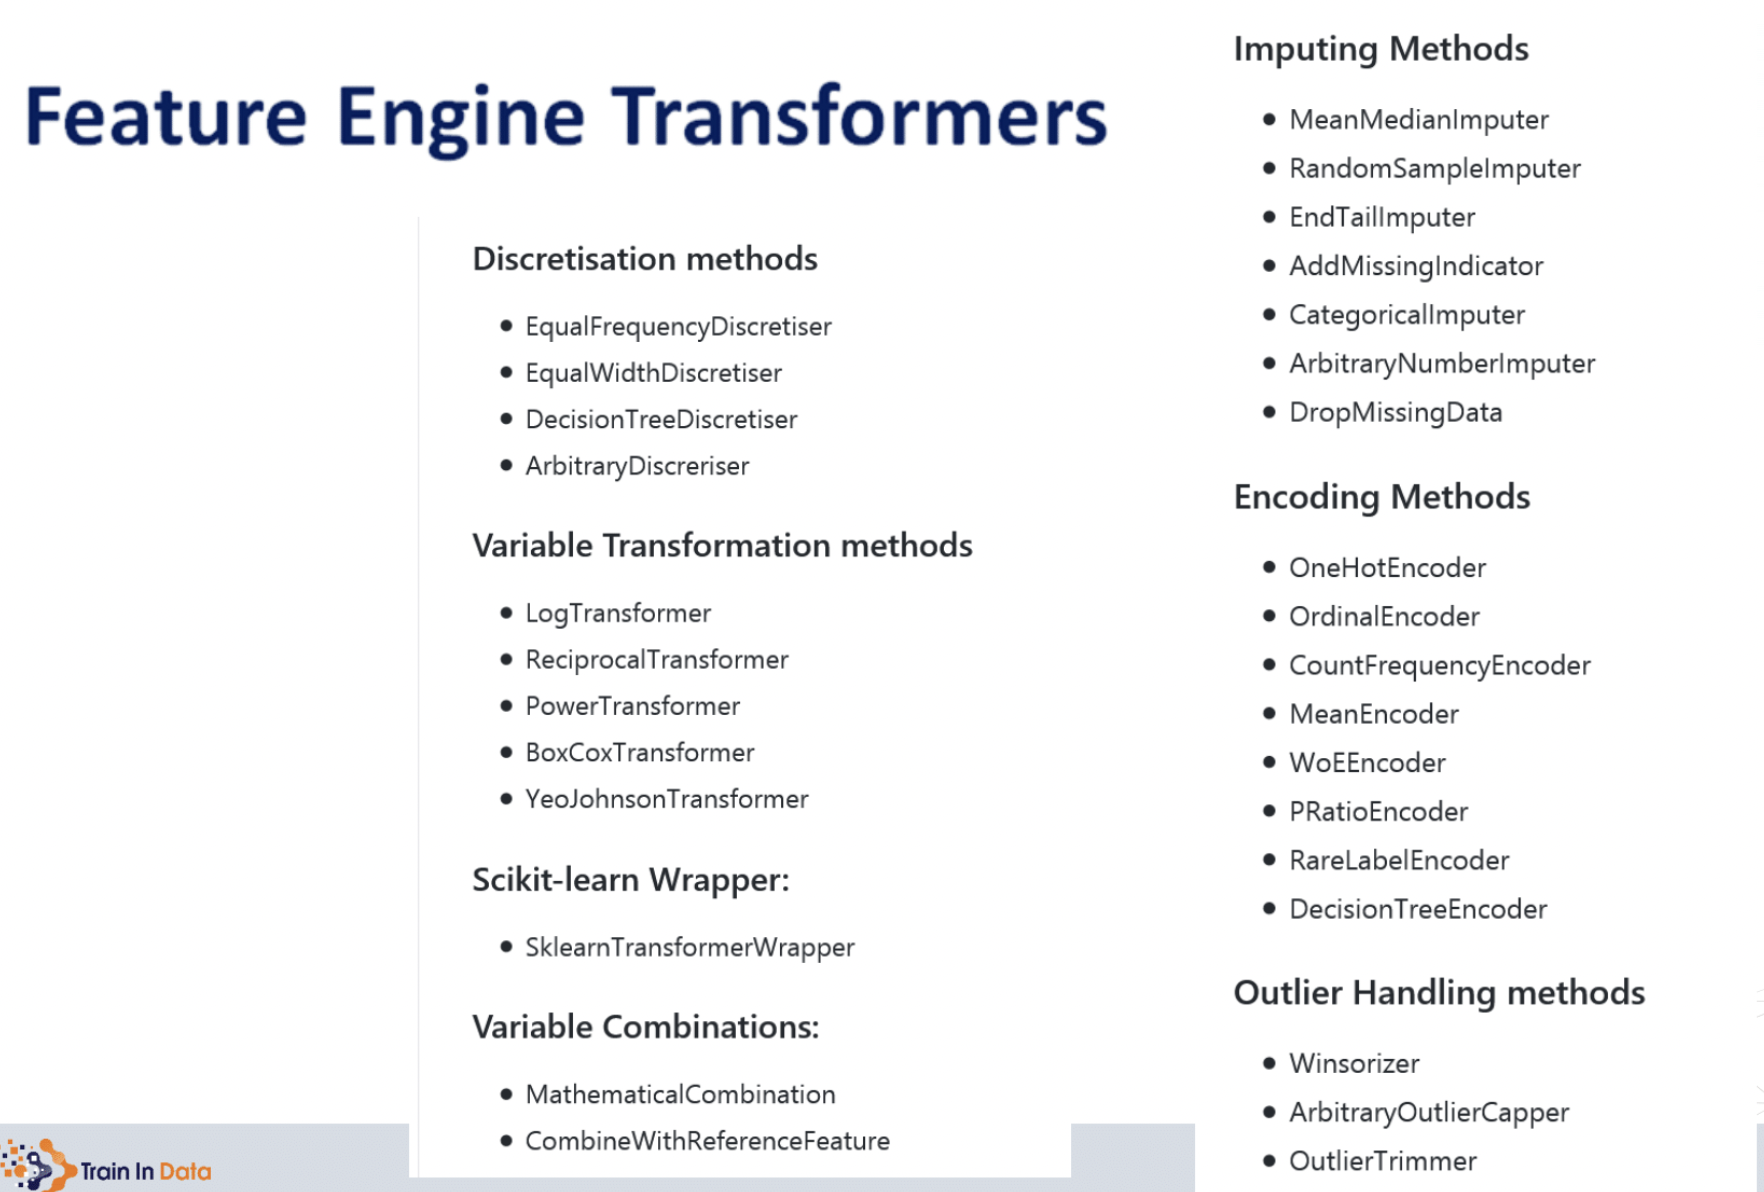 Feature Engine Transformers
Discretisation methods
• EqualFrequencyDiscretiser
• EqualWidthDiscretiser
• DecisionTreeDiscretiser
• ArbitraryDiscreriser
Variable Transformation methods
• LogTransformer
• ReciprocalTransformer
• PowerTransformer
• BoxCoxTransformer
• YeoJohnsonTransformer
Scikit-learn Wrapper:
• SklearnTransformerWrapper
Variable Combinations:
• MathematicalCombination
• CombineWithReferenceFeature
Imputing Methods
• MeanMedianImputer
• RandomSampleImputer
• EndTailImputer
• AddMissingIndicator
• CategoricalImputer
• ArbitraryNumberImputer
• DropMissingData
Encoding Methods
• OneHotEncoder
• OrdinalEncoder
• CountFrequencyEncoder
• MeanEncoder
• WoEEncoder
• PRatioEncoder
• RareLabelEncoder
• DecisionTreeEncoder
Outlier Handling methods
• Winsorizer
• ArbitraryOutlierCapper
• OutlierTrimmer
Train In Data